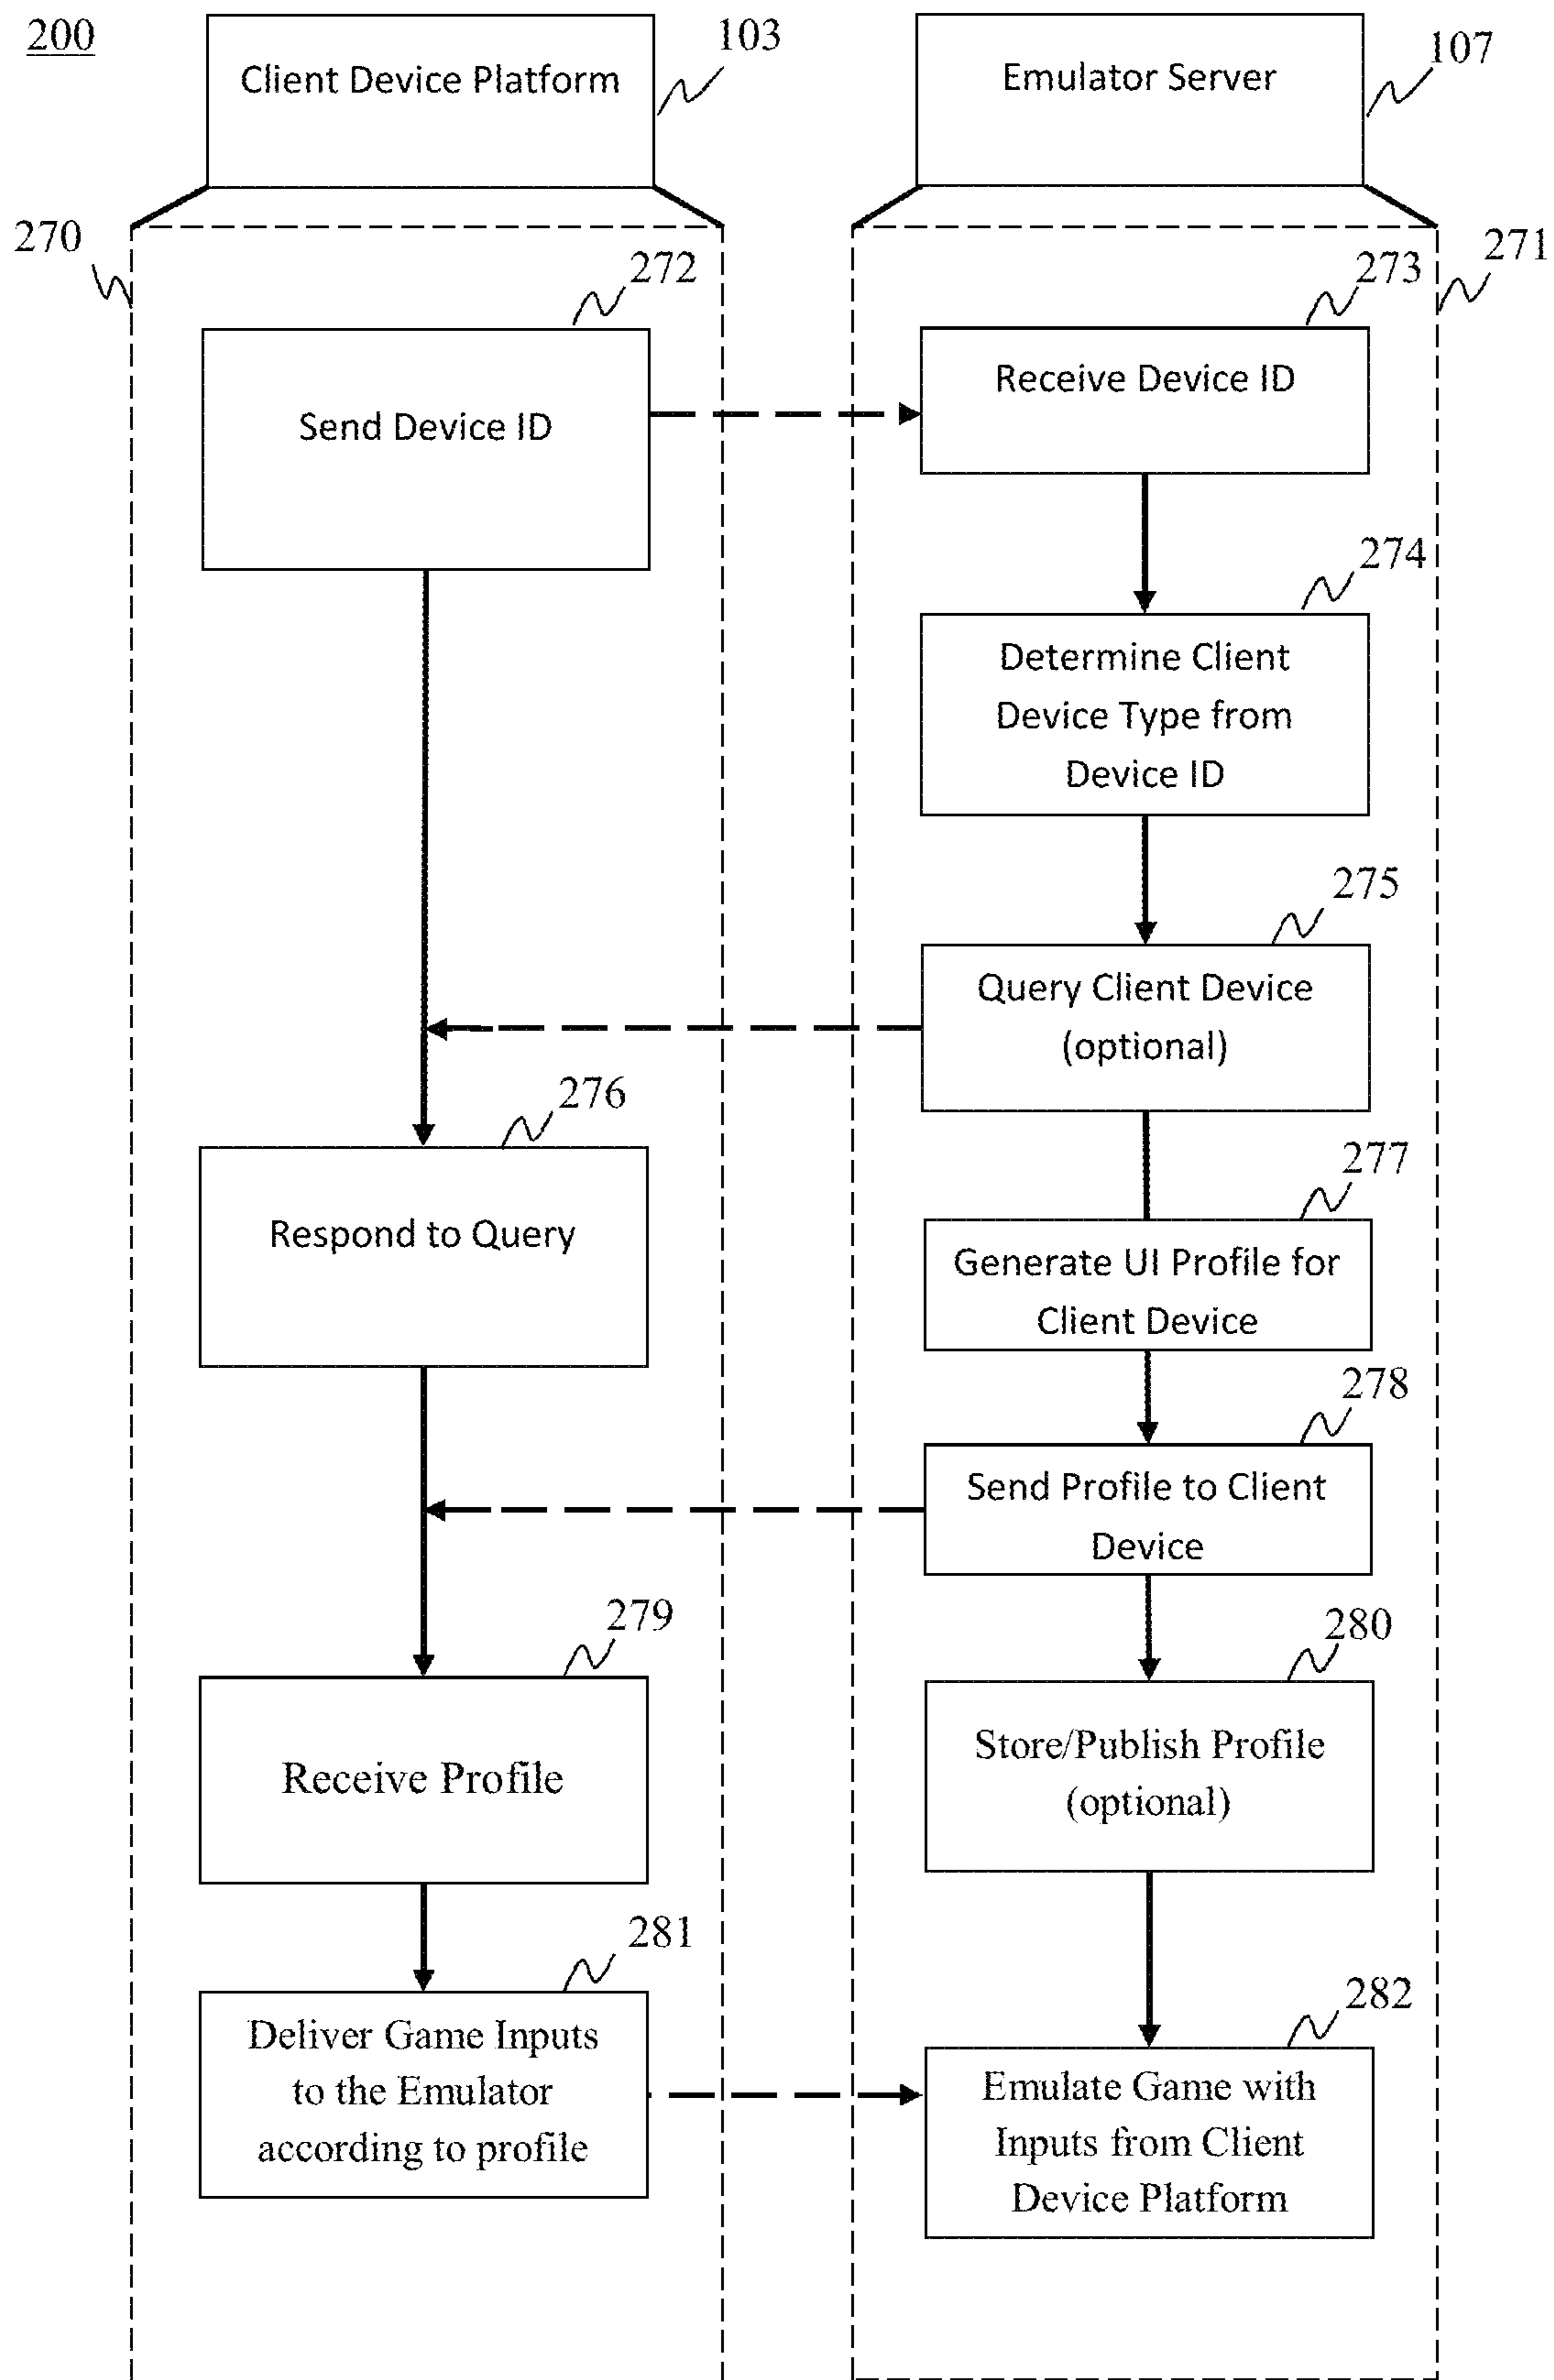 200
Client Device Platform
103
Emulator Server
107
270
271
272
Send Device ID
273
Receive Device ID
274
Determine Client
Device Type from
Device ID
275
Query Client Device
(optional)
276
Respond to Query
277
Generate UI Profile for
Client Device
278
Send Profile to Client
Device
279
Receive Profile
280
Store/Publish Profile
(optional)
281
Deliver Game Inputs
to the Emulator
according to profile
282
Emulate Game with
Inputs from Client
Device Platform